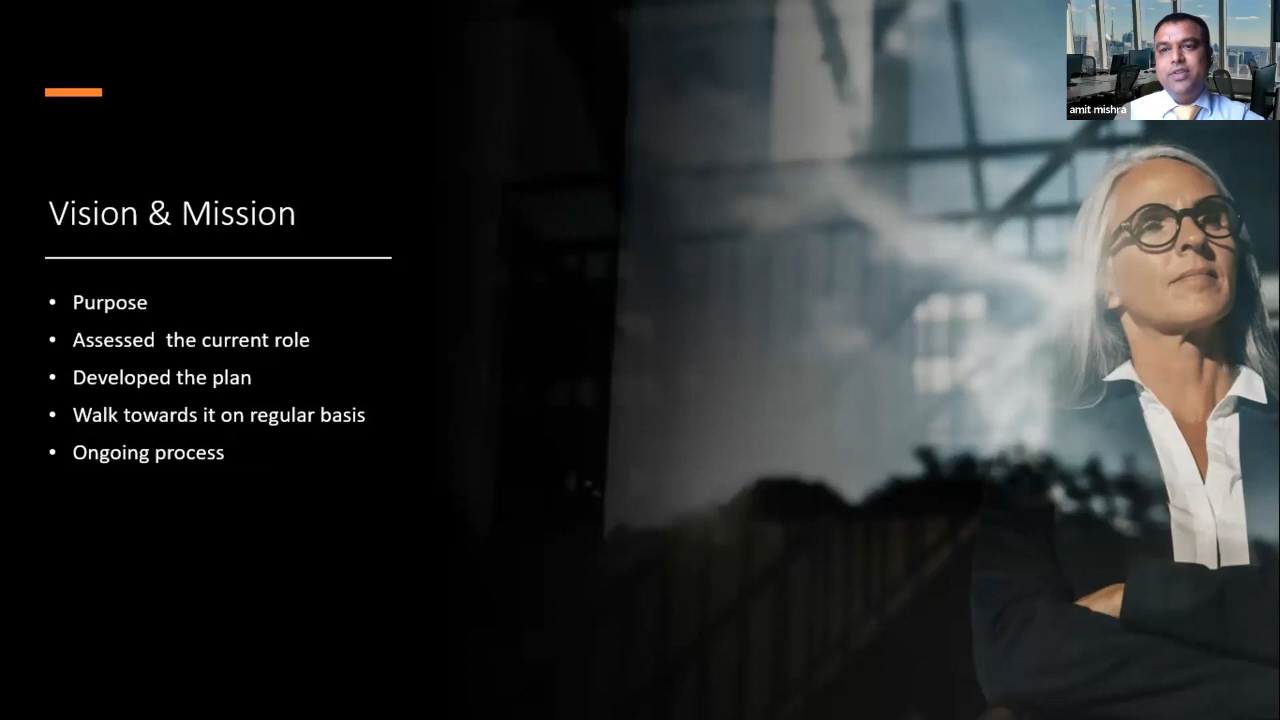 amit mishra
Vision & Mission
• Purpose
• Assessed  the current role
• Developed the plan
• Walk towards it on regular basis
• Ongoing process